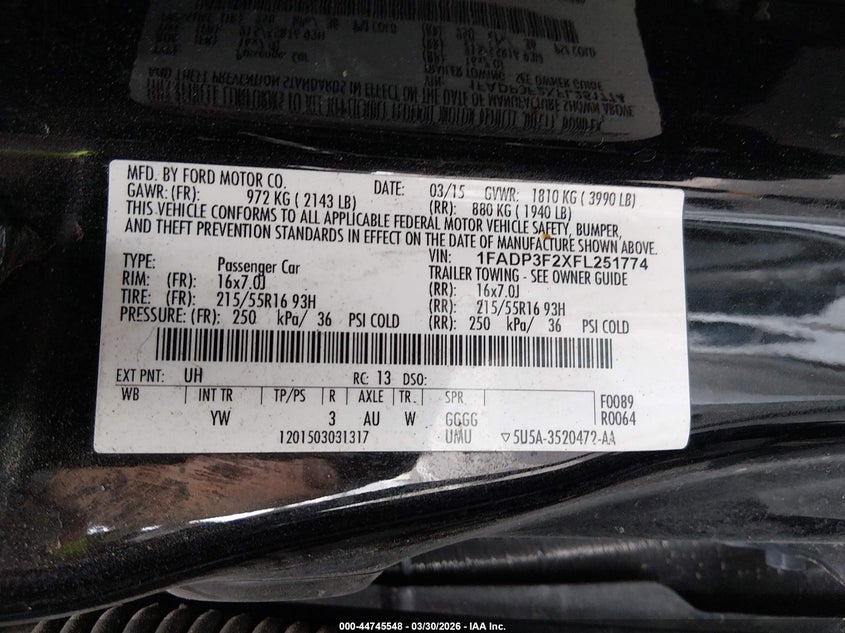 MFD. BY FORD MOTOR CO. DATE: 03/15 GVWR: 1810 KG ( 3990 LB)
GAWR: (FR): 972 KG ( 2143 LB) (RR): 880 KG ( 1940 LB)
THIS VEHICLE CONFORMS TO ALL APPLICABLE FEDERAL MOTOR VEHICLE SAFETY, BUMPER,
AND THEFT PREVENTION STANDARDS IN EFFECT ON THE DATE OF MANUFACTURE SHOWN ABOVE.
VIN: 1FADP3F2XFL251774
TYPE: Passenger Car TRAILER TOWING - SEE OWNER GUIDE
RIM: (FR): 16x7.0J (RR): 16x7.0J
TIRE: (FR): 215/55R16 93H (RR): 215/55R16 93H
PRESSURE: (FR): 250 kPa/ 36 PSI COLD (RR): 250 kPa/ 36 PSI COLD
EXT PNT: UH RC: 13 DSO:
WB INT TR TP/PS R AXLE TR SPR F0089
YW 3 AU W GGGG R0064
1201503031317 UMU ▽5U5A-3520472-AA
000-44745548 - 03/30/2026 - IAA Inc.